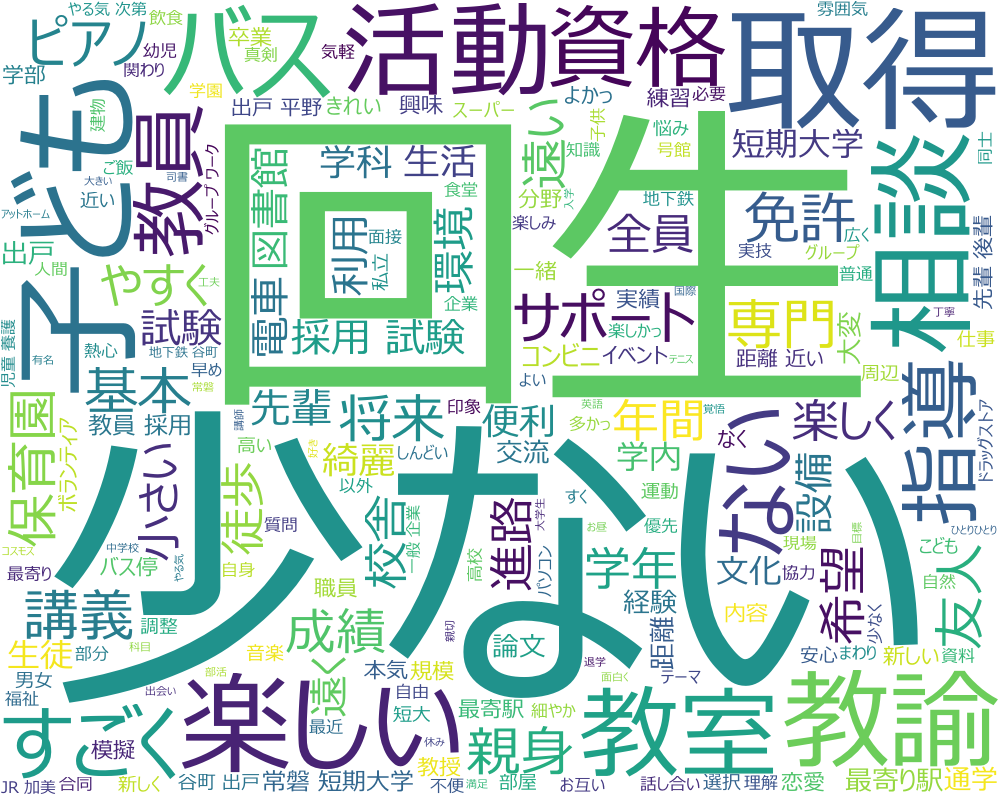 やる気 次第
飲食
雰囲気
ピアノ
バス
活動
資格
取得
幼児
卒業
真剣
気軽
関わり
学部
学園
出戸 平野
きれい
興味
スーパー
よかっ
練習
必要
子ども
建物
教員
ご飯
司書
グループ ワーク
大きい
近い
アットホーム
図書館
学科
生活
食堂
遠い
知識
子供
悩み
号館
短期大学
相談
同士
回生
分野
入学
地下鉄
免許
楽しみ
全員
実技
広く
グループ
先輩 後輩
出戸
人間
やすく
工夫
電車
利用
面接
私立
環境
企業
一緒
普通
国際
丁寧
児童 養護
試験
採用 試験
サポート
実績
楽しかっ
専門
大変
仕事
熱心
有名
地下鉄 谷町
早め
コンビニ
イベント
テニス
距離 近い
周辺
基本
常磐
よい
教員 採用
講師
先輩
将来
印象
便利
英語
多かっ
年間
覚悟
なく
楽しく
指導
ドラッグストア
保育園
ボランティア
小さい
高い
好き
綺麗
しんどい
交流
学内
ない
設備
以外
すく
運動
少ない
徒歩
質問
校舎
一般 企業
進路
大学生
お昼
優先
目標
現場
ひとりひとり
コスモス
中学校
最寄り
バス停
やる気
自身
高校
パソコン
学年
文化
協力
希望
こども
友人
職員
経験
自然
講義
調整
成績
親切
論文
内容
少なく
生徒
部分
科目
音楽
本気
規模
退学
距離
安心
まわり
新しい
資料
男女
部活
面白く
テーマ
福祉
出会い
遠く
自由
すごく
楽しい
最近
短大
最寄駅
細やか
教室
教諭
模擬
休み
教授
親身
JR 加美
合同
新しく
谷町 出戸
常磐 短期大学
不便
満足
部屋
お互い
話し合い
選択
理解
恋愛
最寄り駅
通学